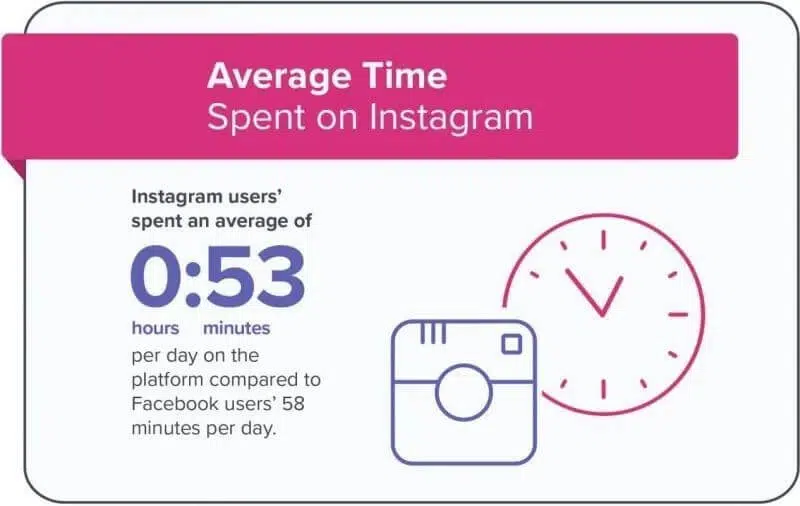 Average Time
Spent on Instagram
Instagram users’
spent an average of
0:53
hours minutes
per day on the
platform compared to
Facebook users’ 58
minutes per day.